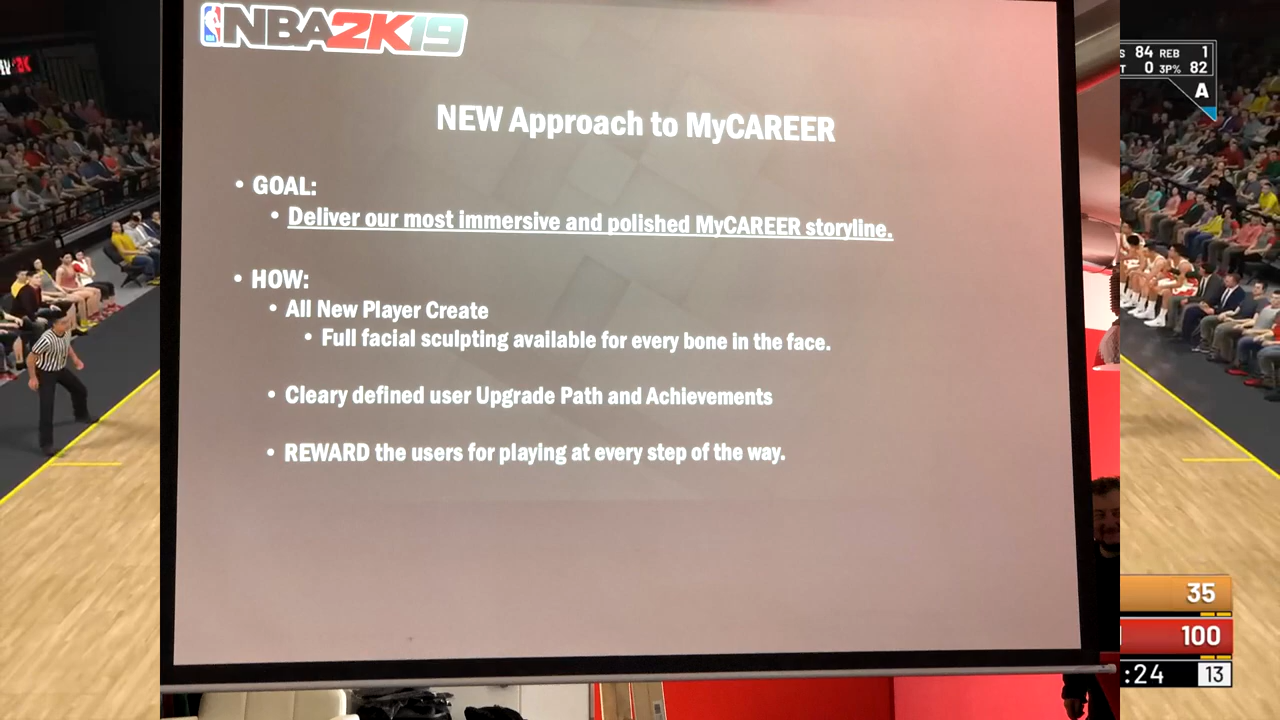 NBA2K19
NEW Approach to MyCAREER
• GOAL:
• Deliver our most immersive and polished MyCAREER storyline.
• HOW:
• All New Player Create
• Full facial sculpting available for every bone in the face.
• Cleary defined user Upgrade Path and Achievements
• REWARD the users for playing at every step of the way.
84 REB 1
0 3P% 82
A
35
100
:24 13